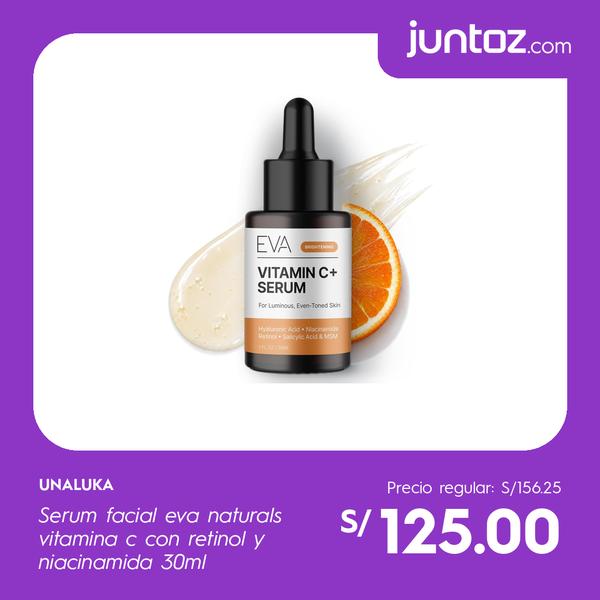 juntoz.com
EVA BRIGHTENING
VITAMIN C+
SERUM
For Luminous, Even-Toned Skin
Hyaluronic Acid • Niacinamide
Retinol • Salicylic Acid & MSM
UNALUKA
Serum facial eva naturals
vitamina c con retinol y
niacinamida 30ml
Precio regular: S/156.25
S/125.00